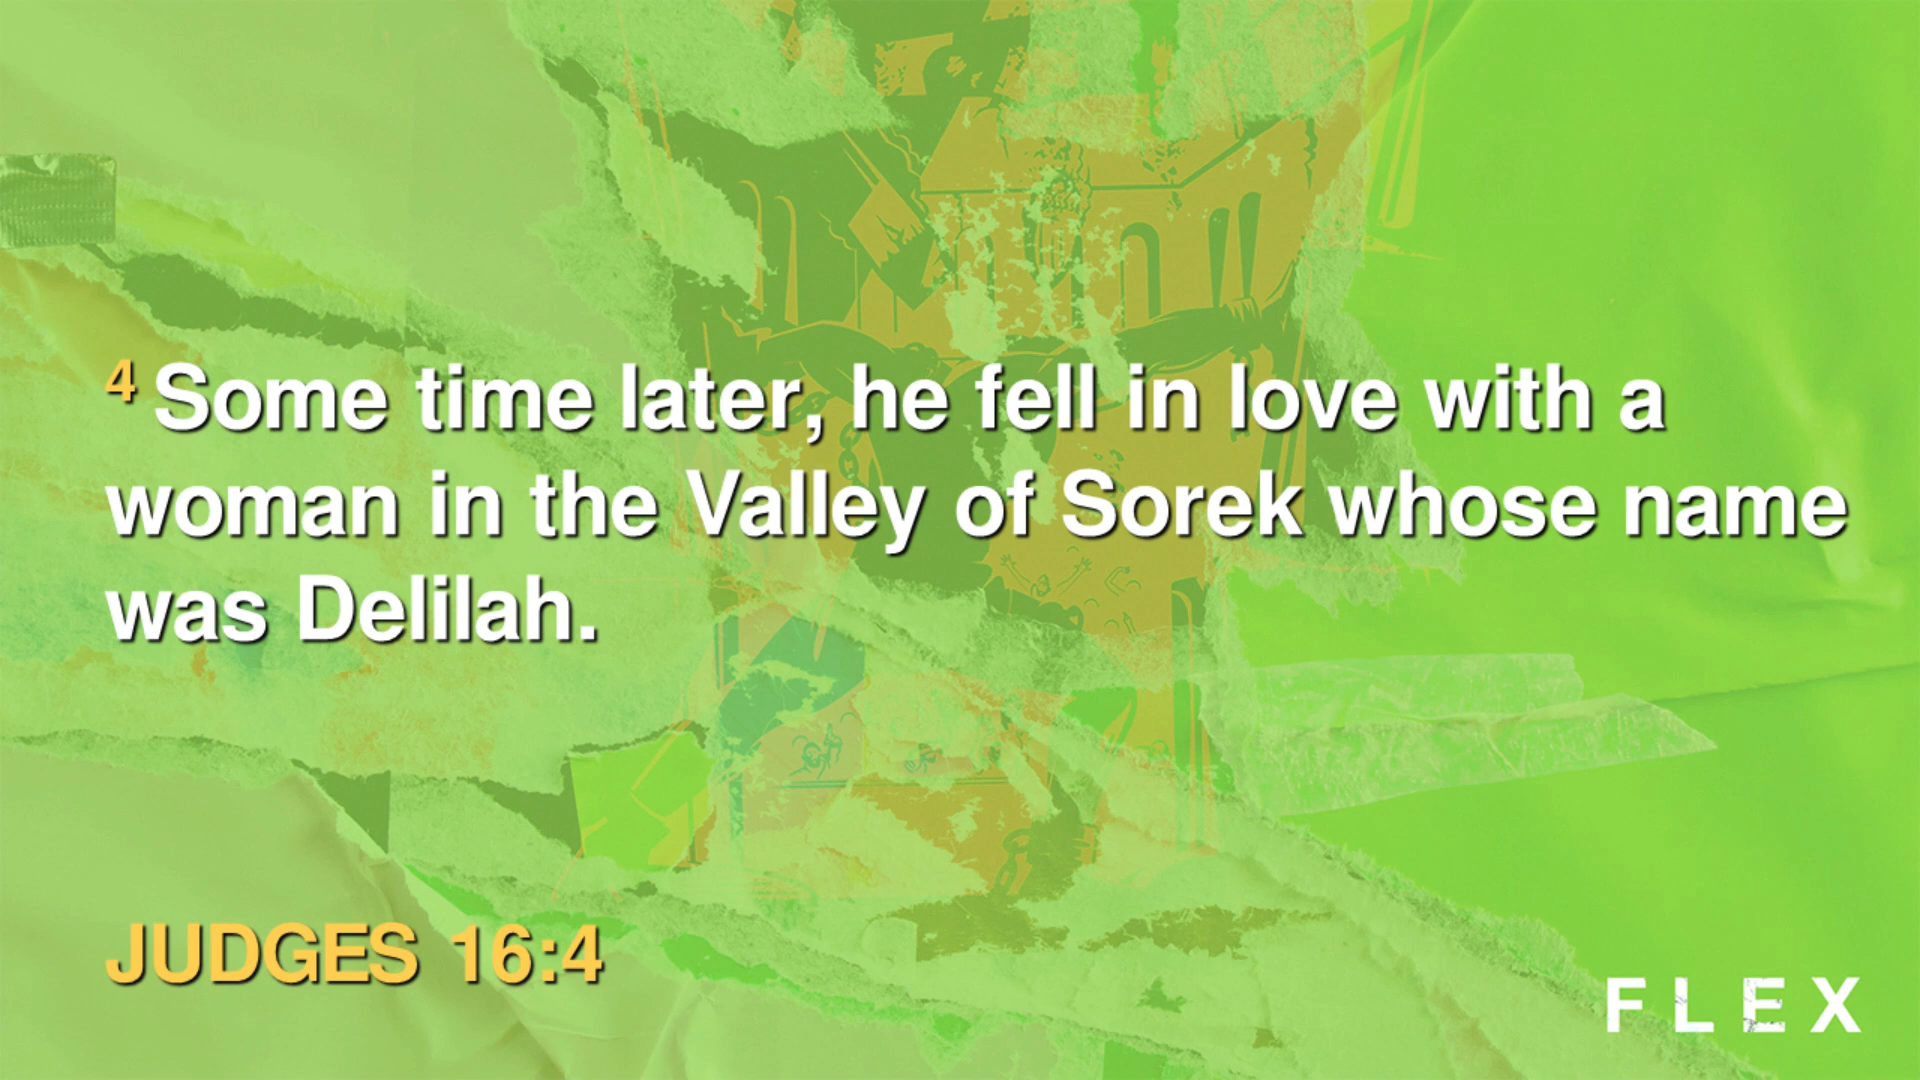 4 Some time later, he fell in love with a
woman in the Valley of Sorek whose name
was Delilah.
JUDGES 16:4
FLEX